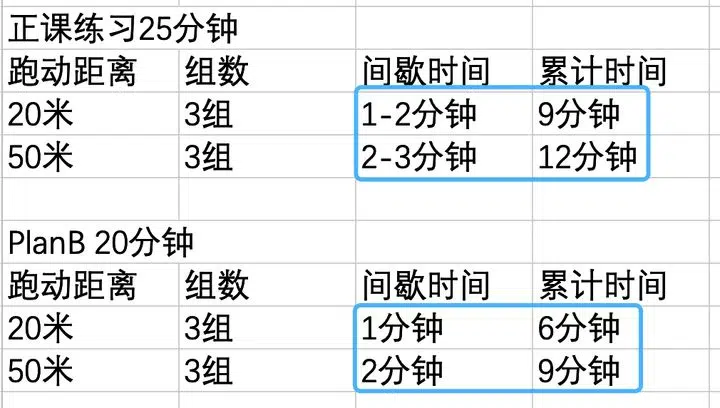 正课练习25分钟
跑动距离 组数 间歇时间 累计时间
20米 3组 1-2分钟 9分钟
50米 3组 2-3分钟 12分钟
PlanB 20分钟
跑动距离 组数 间歇时间 累计时间
20米 3组 1分钟 6分钟
50米 3组 2分钟 9分钟